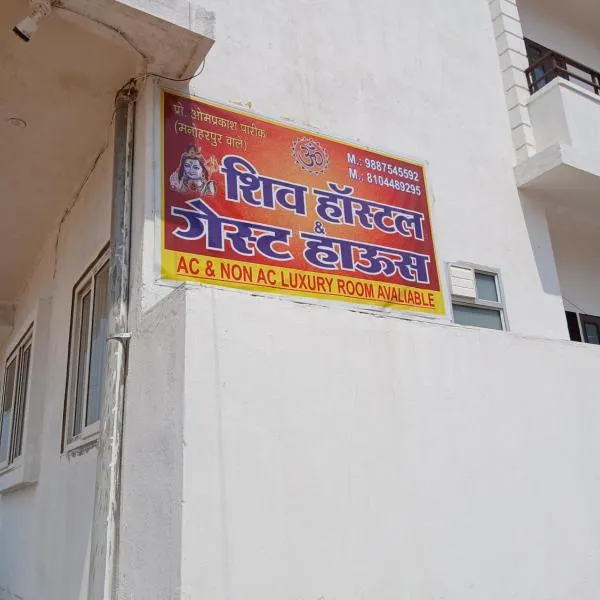 प्रो. ओमप्रकाश पारीक
(मनोहरपुर वाले)
ॐ
M.: 9887545592
M.: 8104489295
शिव हॉस्टल
&
गेस्ट हाऊस
AC & NON AC LUXURY ROOM AVALIABLE